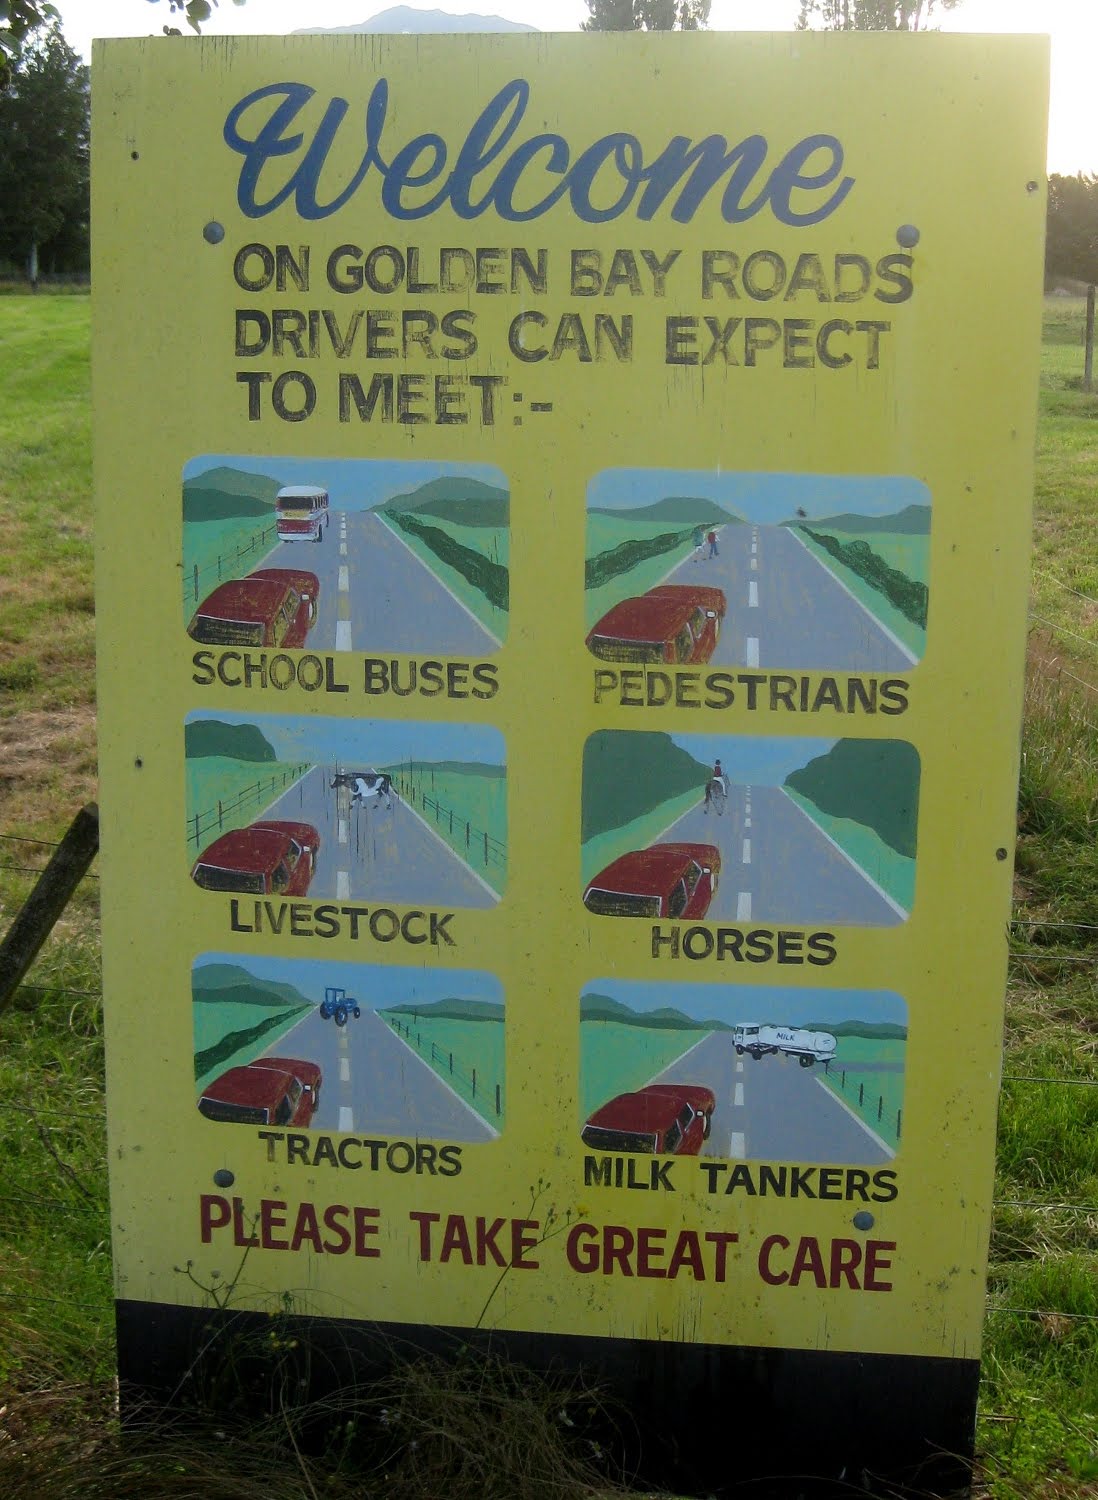 Welcome
ON GOLDEN BAY ROADS
DRIVERS CAN EXPECT
TO MEET:-
SCHOOL BUSES
PEDESTRIANS
LIVESTOCK
HORSES
TRACTORS
MILK
MILK TANKERS
PLEASE TAKE GREAT CARE